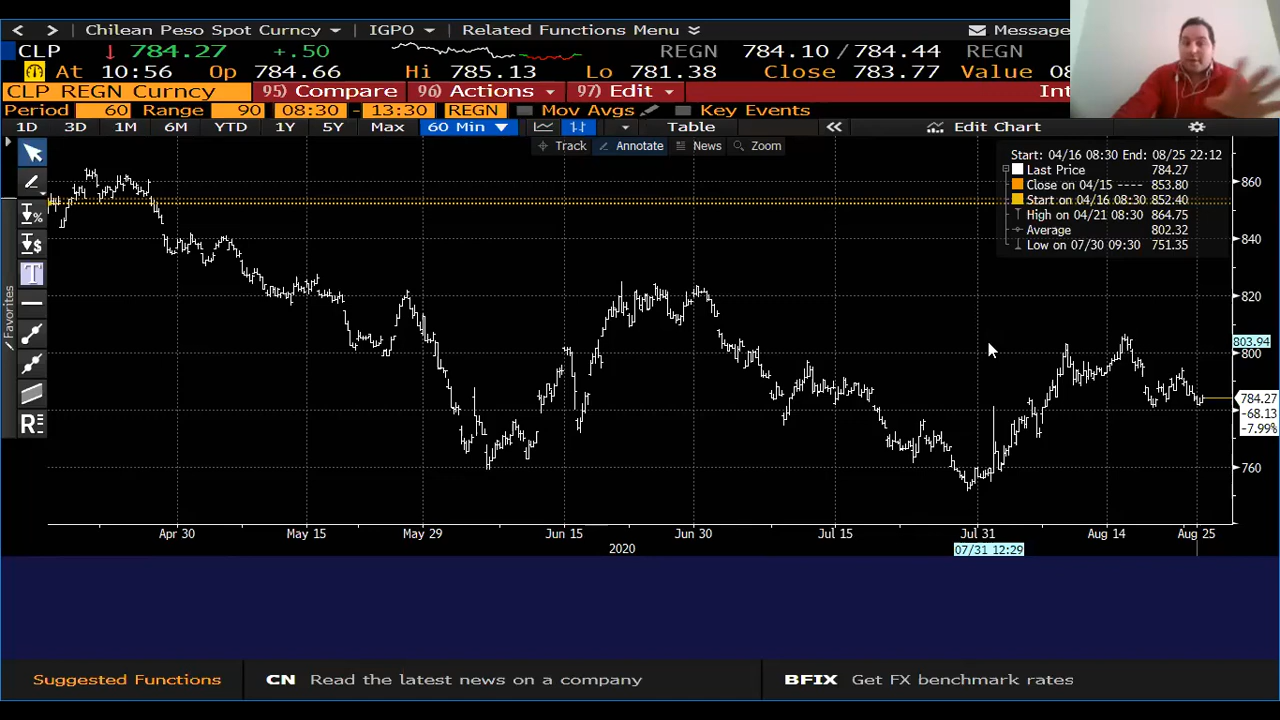 Chilean Peso Spot Curncy IGPO Related Functions Menu Message
CLP 784.27 +.50 REGN 784.10 / 784.44 REGN
At 10:56 Op 784.66 Hi 785.13 Lo 781.38 Close 783.77 Value 08
CLP REGN Curncy 95) Compare 96) Actions 97) Edit Int
Period 60 Range 90 08:30 - 13:30 REGN Mov Avgs Key Events
1D 3D 1M 6M YTD 1Y 5Y Max 60 Min Table Edit Chart
Track Annotate News Zoom
Start: 04/16 08:30 End: 08/25 22:12
Last Price 784.27
Close on 04/15 ---- 853.80
Start on 04/16 08:30 852.40
High on 04/21 08:30 864.75
Average 802.32
Low on 07/30 09:30 751.35
%
$
T
R
Favorites
860
840
820
803.94
800
784.27
-68.13
-7.99%
760
Apr 30 May 15 May 29 Jun 15 Jun 30 Jul 15 Jul 31 Aug 14 Aug 25
2020
07/31 12:29
Suggested Functions CN Read the latest news on a company BFIX Get FX benchmark rates